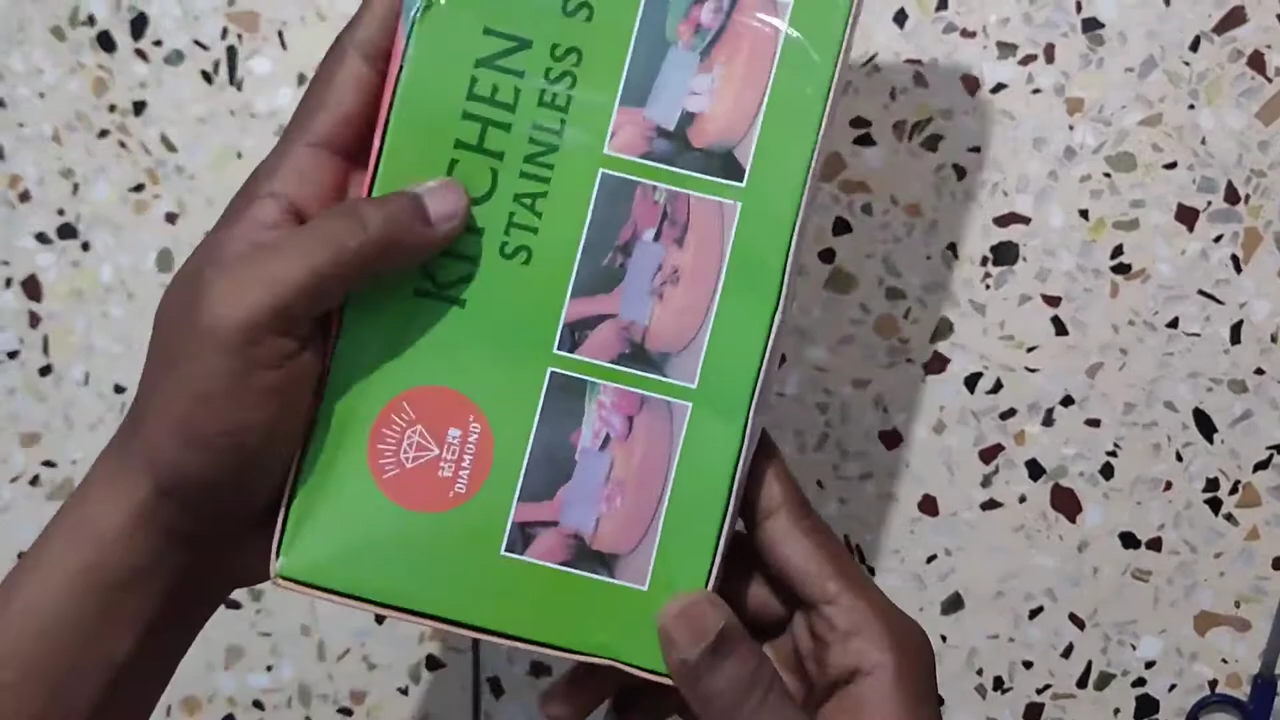 KITCHEN
STAINLESS S
钻石牌
"DIAMOND"